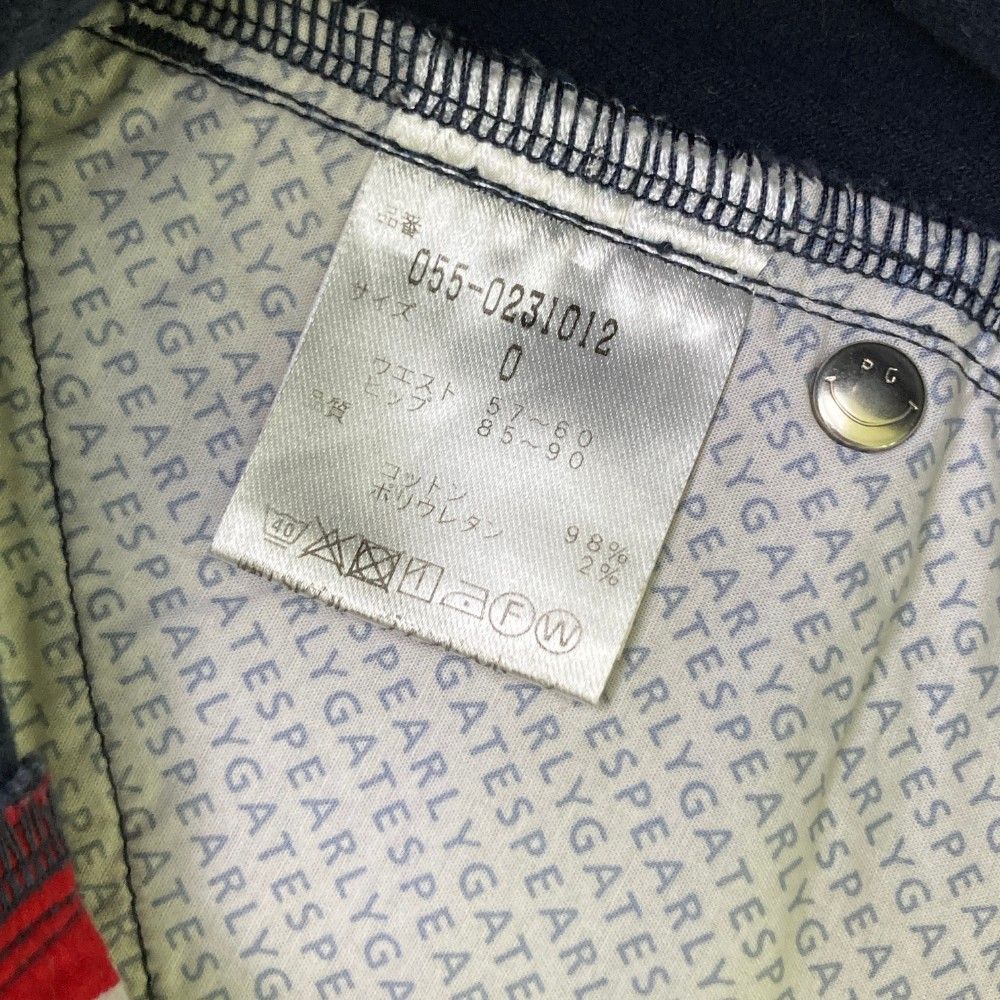 品番
055-0231012
サイズ
0
ウエスト 57～60
ヒップ 85～90
品質
コットン 98%
ポリウレタン 2%
40 1 F W
PG
PEARLYGATES